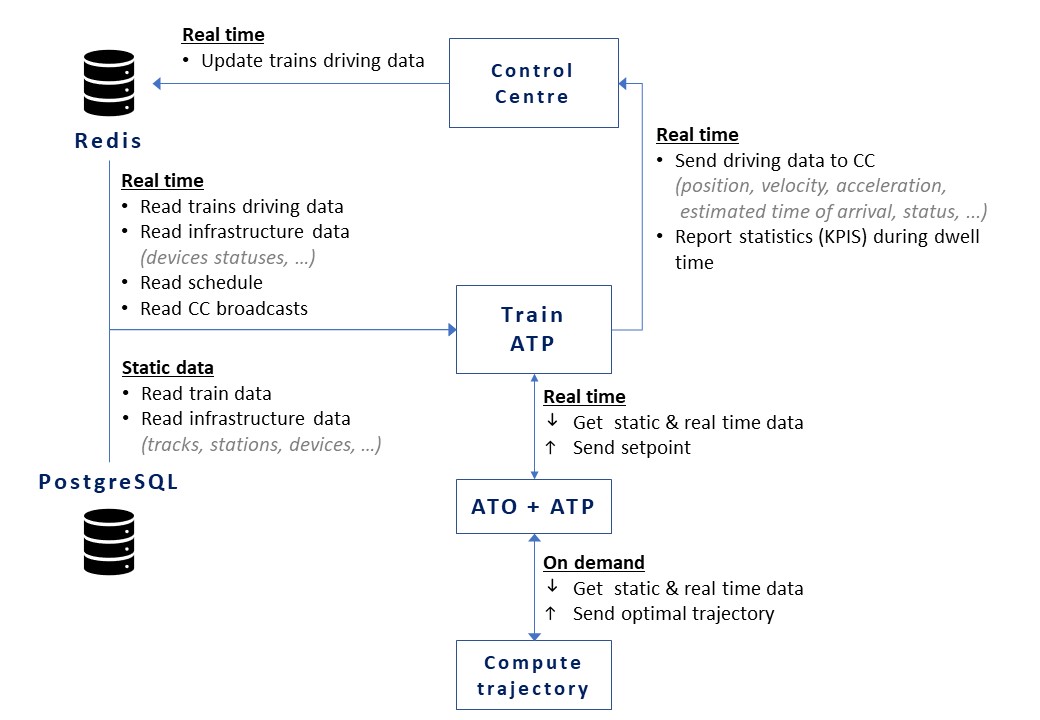 Real time
• Update trains driving data
Control
Centre
Redis
Real time
• Send driving data to CC
(position, velocity, acceleration,
estimated time of arrival, status, ...)
• Report statistics (KPIS) during dwell
time
Real time
• Read trains driving data
• Read infrastructure data
(devices statuses, ...)
• Read schedule
• Read CC broadcasts
Train
ATP
Static data
• Read train data
• Read infrastructure data
(tracks, stations, devices, ...)
Real time
↓ Get static & real time data
↑ Send setpoint
PostgreSQL
ATO + ATP
On demand
↓ Get static & real time data
↑ Send optimal trajectory
Compute
trajectory